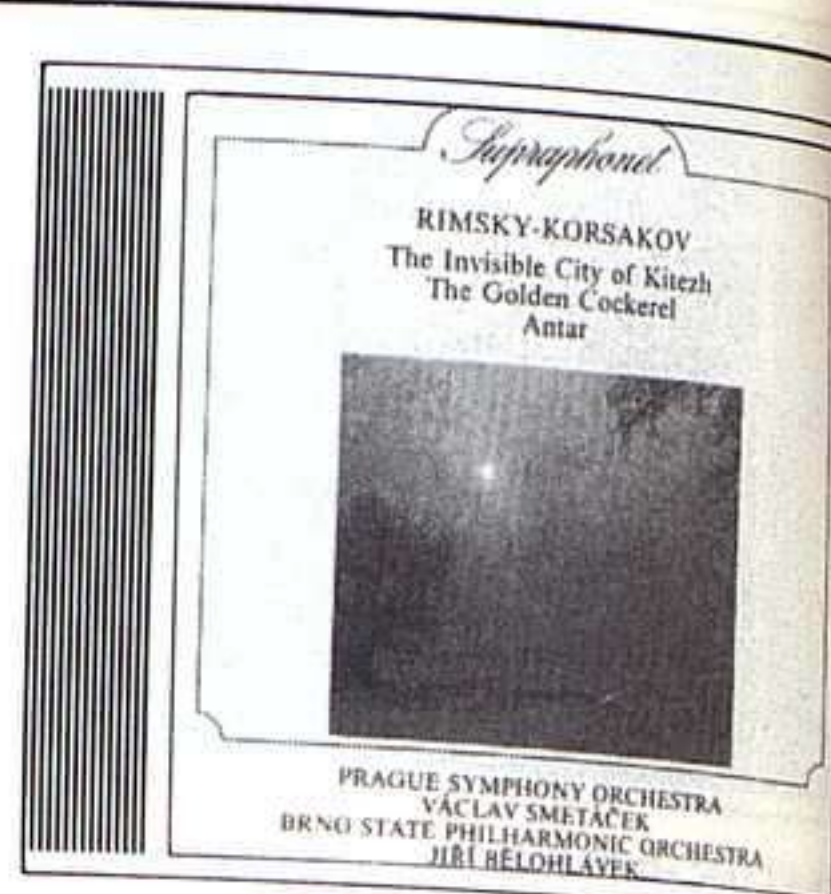 Supraphonet
RIMSKY-KORSAKOV
The Invisible City of Kitezh
The Golden Cockerel
Antar
PRAGUE SYMPHONY ORCHESTRA
VÁCLAV SMETÁČEK
BRNO STATE PHILHARMONIC ORCHESTRA
JIŘÍ BĚLOHLÁVEK